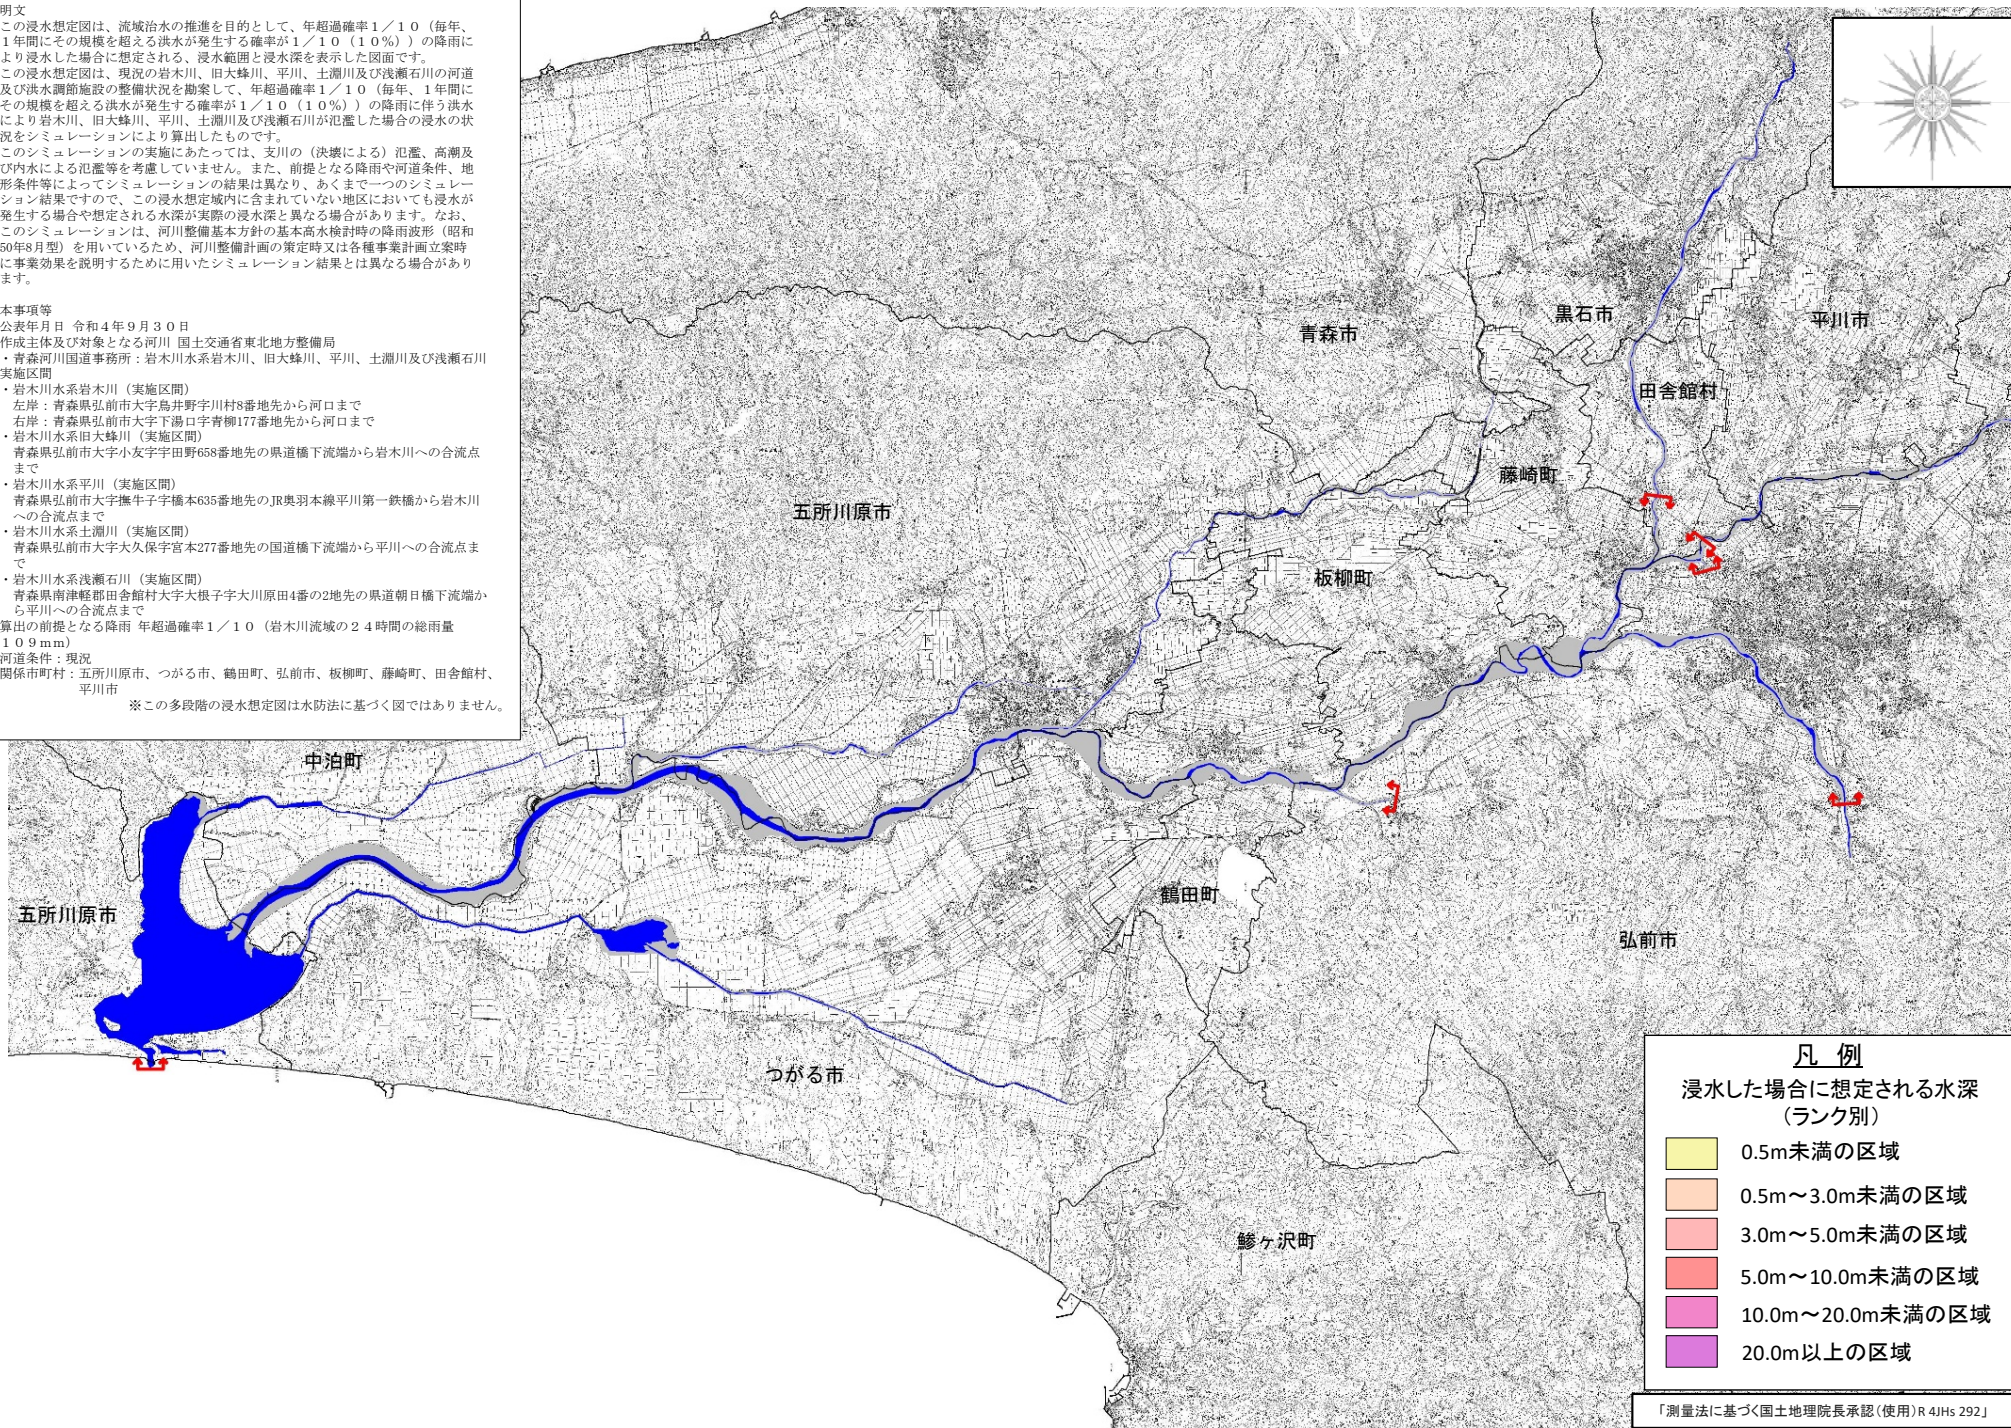 明文
この浸水想定図は、流域治水の推進を目的として、年超過確率１／１０（毎年、
１年間にその規模を超える洪水が発生する確率が１／１０（１０％））の降雨に
より浸水した場合に想定される、浸水範囲と浸水深を表示した図面です。
この浸水想定図は、現況の岩木川、旧大蜂川、平川、土淵川及び浅瀬石川の河道
及び洪水調節施設の整備状況を勘案して、年超過確率１／１０（毎年、１年間に
その規模を超える洪水が発生する確率が１／１０（１０％））の降雨に伴う洪水
により岩木川、旧大蜂川、平川、土淵川及び浅瀬石川が氾濫した場合の浸水の状
況をシミュレーションにより算出したものです。
このシミュレーションの実施にあたっては、支川の（決壊による）氾濫、高潮及
び内水による氾濫等を考慮していません。また、前提となる降雨や河道条件、地
形条件等によってシミュレーションの結果は異なり、あくまで一つのシミュレー
ション結果ですので、この浸水想定域内に含まれていない地区においても浸水が
発生する場合や想定される水深が実際の浸水深と異なる場合があります。なお、
このシミュレーションは、河川整備基本方針の基本高水検討時の降雨波形（昭和
50年8月型）を用いているため、河川整備計画の策定時又は各種事業計画立案時
に事業効果を説明するために用いたシミュレーション結果とは異なる場合があり
ます。
本事項等
公表年月日 令和４年９月３０日
作成主体及び対象となる河川 国土交通省東北地方整備局
・青森河川国道事務所：岩木川水系岩木川、旧大蜂川、平川、土淵川及び浅瀬石川
実施区間
・岩木川水系岩木川（実施区間）
左岸：青森県弘前市大字鳥井野字川村8番地先から河口まで
右岸：青森県弘前市大字下湯口字青柳177番地先から河口まで
・岩木川水系旧大蜂川（実施区間）
青森県弘前市大字小友字宇田野658番地先の県道橋下流端から岩木川への合流点
まで
・岩木川水系平川（実施区間）
青森県弘前市大字撫牛子字橋本635番地先のJR奥羽本線平川第一鉄橋から岩木川
への合流点まで
・岩木川水系土淵川（実施区間）
青森県弘前市大字大久保字宮本277番地先の国道橋下流端から平川への合流点ま
で
・岩木川水系浅瀬石川（実施区間）
青森県南津軽郡田舎館村大字大根子字大川原田4番の2地先の県道朝日橋下流端か
ら平川への合流点まで
算出の前提となる降雨 年超過確率１／１０（岩木川流域の２４時間の総雨量
１０９mm）
河道条件：現況
関係市町村：五所川原市、つがる市、鶴田町、弘前市、板柳町、藤崎町、田舎館村、
平川市
※この多段階の浸水想定図は水防法に基づく図ではありません。
黒石市
平川市
青森市
田舎館村
藤崎町
五所川原市
板柳町
中泊町
鶴田町
五所川原市
弘前市
つがる市
鰺ヶ沢町
凡 例
浸水した場合に想定される水深
（ランク別）
0.5m未満の区域
0.5m～3.0m未満の区域
3.0m～5.0m未満の区域
5.0m～10.0m未満の区域
10.0m～20.0m未満の区域
20.0m以上の区域
「測量法に基づく国土地理院長承認（使用）R 4JHs 292」